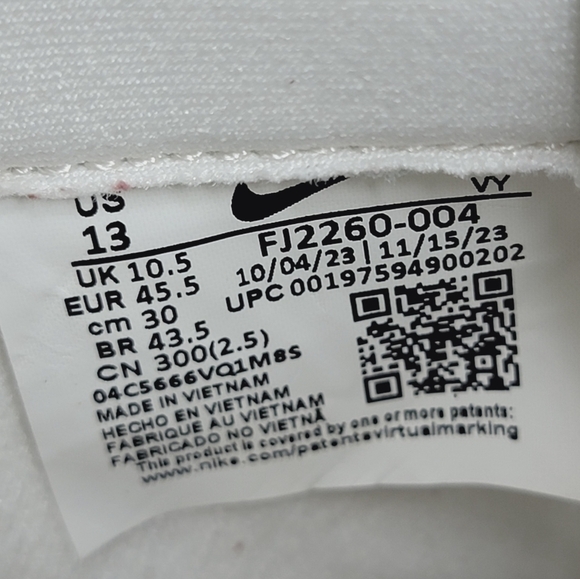 US
13
VY
FJ2260-004
10/04/23 | 11/15/23
UPC 00197594900202
UK 10.5
EUR 45.5
cm 30
BR 43.5
CN 300(2.5)
04C5666VQ1M8S
MADE IN VIETNAM
HECHO EN VIETNAM
FABRIQUE AU VIETNAM
FABRICADO NO VIETNÃ
This product is covered by one or more patents:
www.nike.com/patentsvirtualmarking